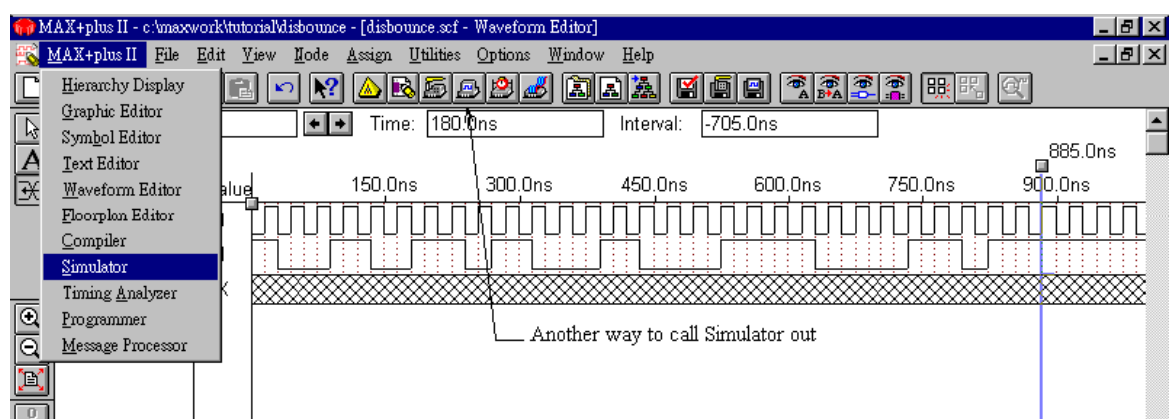 MAX+plus II - c:\maxwork\tutorial\disbounce - [disbounce.scf - Waveform Editor]
MAX+plus II File Edit View Node Assign Utilities Options Window Help
Hierarchy Display
Graphic Editor
Symbol Editor
Text Editor
Waveform Editor
Floorplan Editor
Compiler
Simulator
Timing Analyzer
Programmer
Message Processor
Time: 180.0ns Interval: -705.0ns
885.0ns
150.0ns 300.0ns 450.0ns 600.0ns 750.0ns 900.0ns
Another way to call Simulator out
A
B+A
A
0